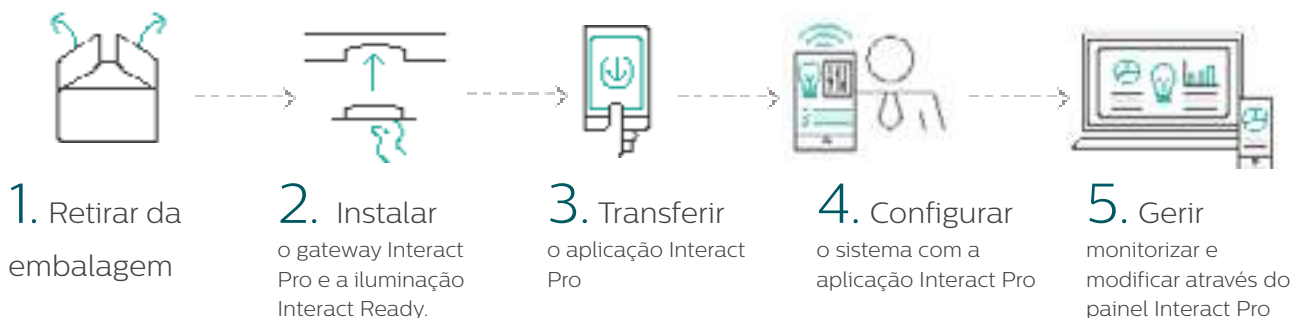 1. Retirar da
embalagem
2. Instalar
o gateway Interact
Pro e a iluminação
Interact Ready.
3. Transferir
o aplicação Interact
Pro
4. Configurar
o sistema com a
aplicação Interact Pro
5. Gerir
monitorizar e
modificar através do
painel Interact Pro